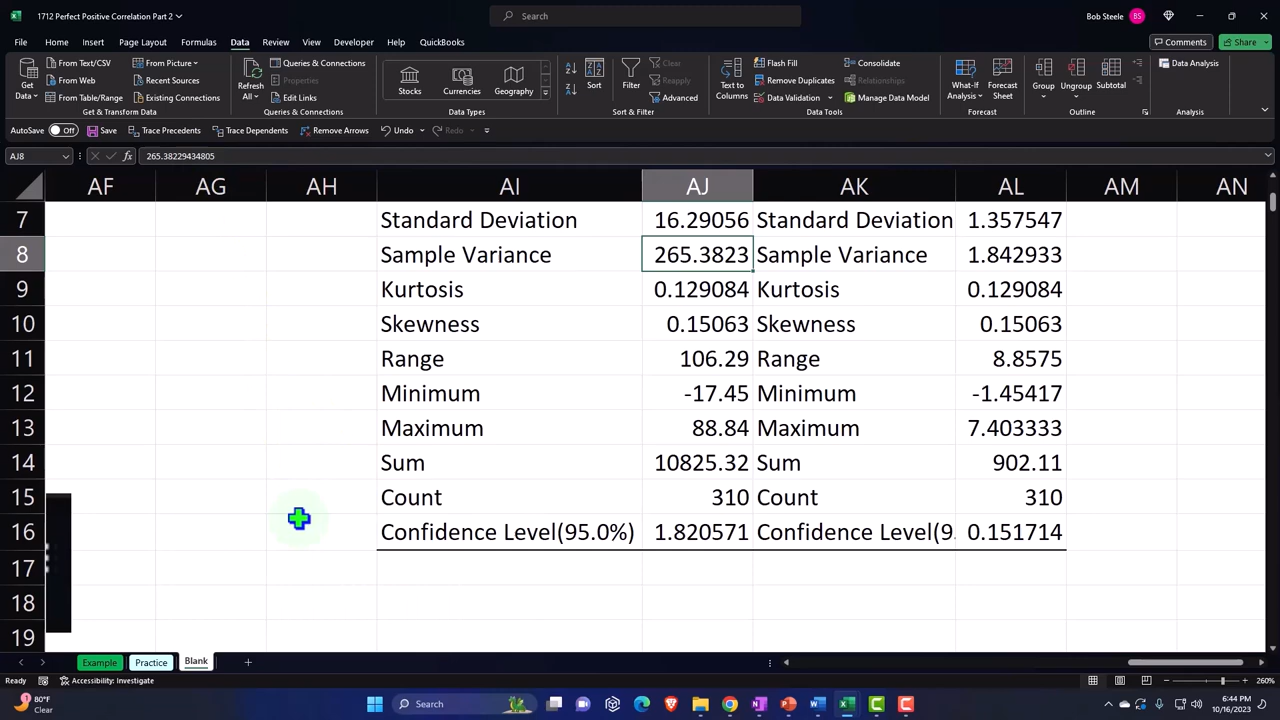 1712 Perfect Positive Correlation Part 2
Search
Bob Steele
BS
File Home Insert Page Layout Formulas Data Review View Developer Help QuickBooks
Comments
Share
Get Data
From Text/CSV
From Web
From Table/Range
From Picture
Recent Sources
Existing Connections
Get & Transform Data
Refresh All
Queries & Connections
Properties
Edit Links
Queries & Connections
Stocks
Currencies
Geography
Data Types
Sort
Filter
Clear
Reapply
Advanced
Sort & Filter
Text to Columns
Flash Fill
Remove Duplicates
Data Validation
Consolidate
Relationships
Manage Data Model
Data Tools
What-If Analysis
Forecast Sheet
Forecast
Group
Ungroup
Subtotal
Outline
Data Analysis
Analysis
AutoSave Off Save Trace Precedents Trace Dependents Remove Arrows Undo Redo
AJ8 fx 265.38229434805
AF AG AH AI AJ AK AL AM AN
7 Standard Deviation 16.29056 Standard Deviation 1.357547
8 Sample Variance 265.3823 Sample Variance 1.842933
9 Kurtosis 0.129084 Kurtosis 0.129084
10 Skewness 0.15063 Skewness 0.15063
11 Range 106.29 Range 8.8575
12 Minimum -17.45 Minimum -1.45417
13 Maximum 88.84 Maximum 7.403333
14 Sum 10825.32 Sum 902.11
15 Count 310 Count 310
16 Confidence Level(95.0%) 1.820571 Confidence Level(9 0.151714
17
18
19
Example Practice Blank
Ready Accessibility: Investigate 260%
80°F
Clear
Search
6:44 PM
10/16/2023